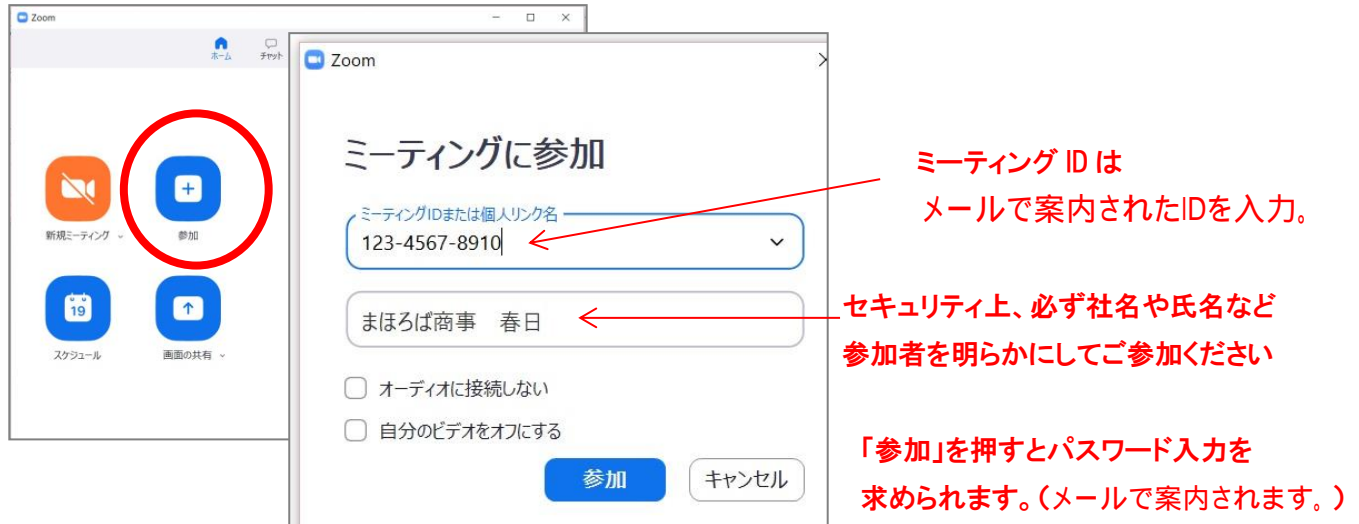 Zoom
ホーム
チャット
新規ミーティング
参加
19
スケジュール
画面の共有
Zoom
ミーティングに参加
ミーティングIDまたは個人リンク名
123-4567-8910
まほろば商事　春日
オーディオに接続しない
自分のビデオをオフにする
参加
キャンセル
ミーティング ID は
メールで案内されたIDを入力。
セキュリティ上、必ず社名や氏名など
参加者を明らかにしてご参加ください
「参加」を押すとパスワード入力を
求められます。（メールで案内されます。）